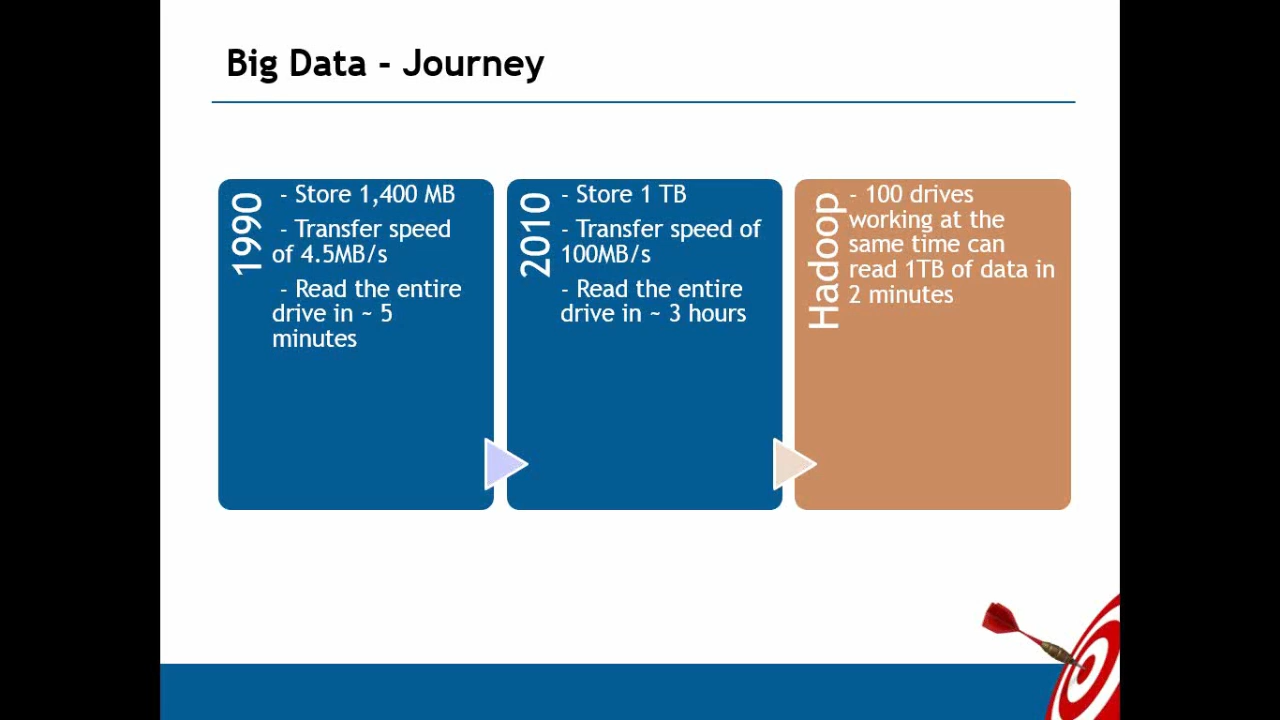 Big Data - Journey
1990
- Store 1,400 MB
- Transfer speed
of 4.5MB/s
- Read the entire
drive in ~ 5
minutes
2010
- Store 1 TB
- Transfer speed of
100MB/s
- Read the entire
drive in ~ 3 hours
Hadoop
- 100 drives
working at the
same time can
read 1TB of data in
2 minutes